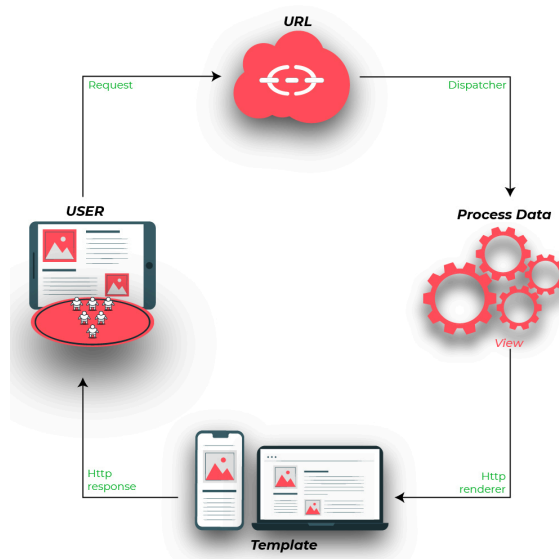 URL
Request
Dispatcher
USER
Process Data
View
Http
response
Http
renderer
Template